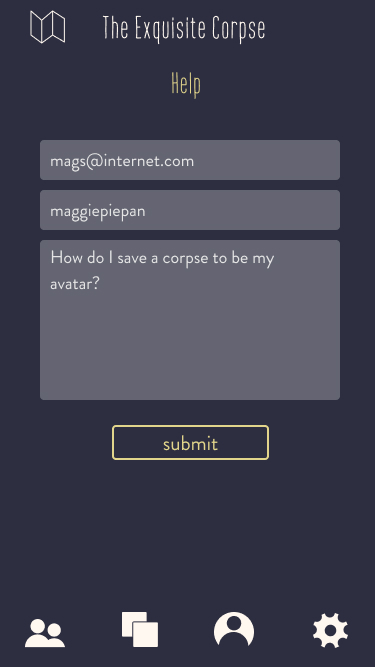 The Exquisite Corpse
Help
mags@internet.com
maggiepiepan
How do I save a corpse to be my
avatar?
submit